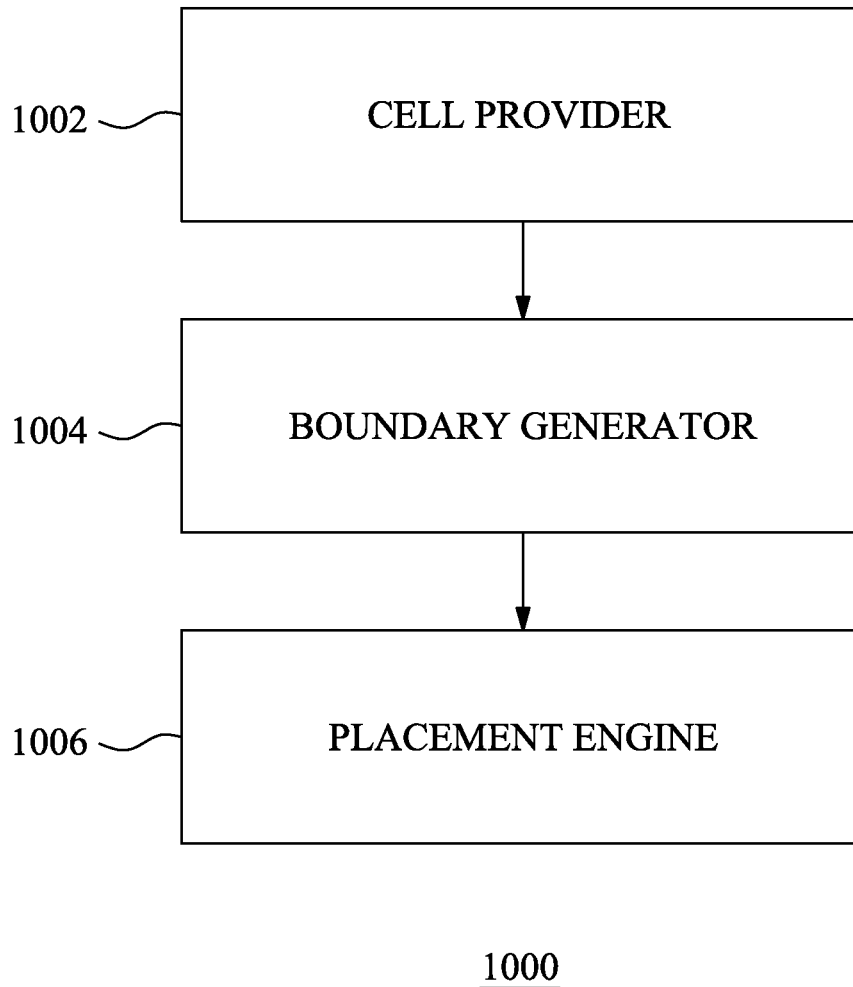 1002
CELL PROVIDER
1004
BOUNDARY GENERATOR
1006
PLACEMENT ENGINE
1000